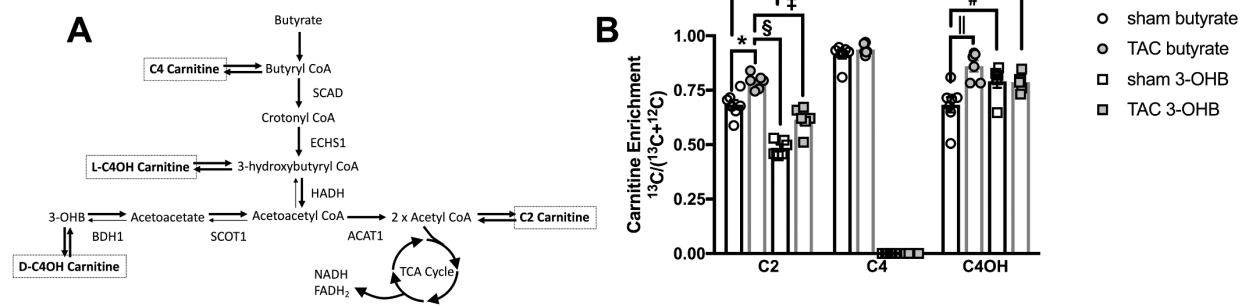 A
Butyrate
C4 Carnitine
Butyryl CoA
SCAD
Crotonyl CoA
ECHS1
L-C4OH Carnitine
3-hydroxybutyryl CoA
HADH
3-OHB
Acetoacetate
Acetoacetyl CoA
2 x Acetyl CoA
C2 Carnitine
BDH1
SCOT1
ACAT1
D-C4OH Carnitine
TCA Cycle
NADH
FADH₂
B
Carnitine Enrichment
¹³C/(¹³C+¹²C)
1.00
0.75
0.50
0.25
0.00
* § ‡
#
||
C2
C4
C4OH
sham butyrate
TAC butyrate
sham 3-OHB
TAC 3-OHB